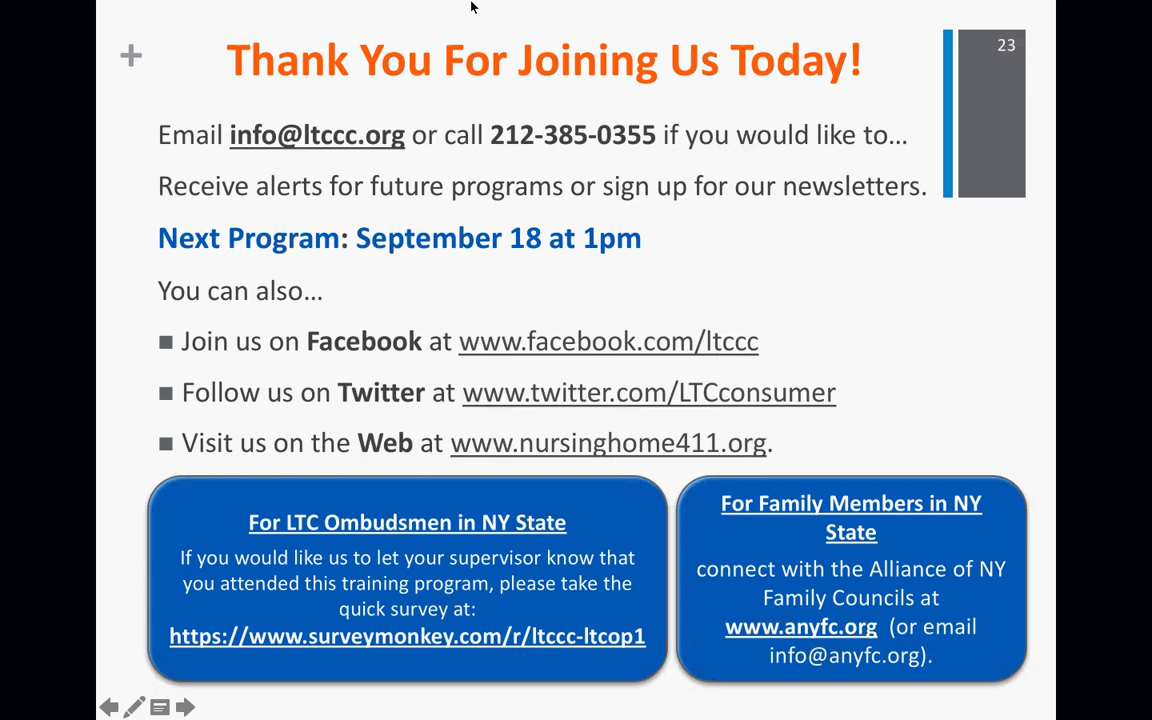 +
Thank You For Joining Us Today!
23
Email info@ltccc.org or call 212-385-0355 if you would like to…
Receive alerts for future programs or sign up for our newsletters.
Next Program: September 18 at 1pm
You can also…
■ Join us on Facebook at www.facebook.com/ltccc
■ Follow us on Twitter at www.twitter.com/LTCconsumer
■ Visit us on the Web at www.nursinghome411.org.
For LTC Ombudsmen in NY State
If you would like us to let your supervisor know that
you attended this training program, please take the
quick survey at:
https://www.surveymonkey.com/r/ltccc-ltcop1
For Family Members in NY
State
connect with the Alliance of NY
Family Councils at
www.anyfc.org (or email
info@anyfc.org).